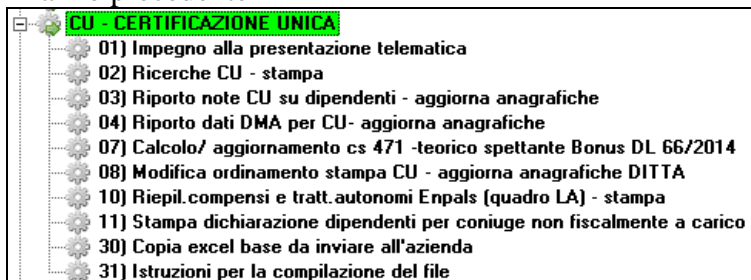 CU - CERTIFICAZIONE UNICA
01) Impegno alla presentazione telematica
02) Ricerche CU - stampa
03) Riporto note CU su dipendenti - aggiorna anagrafiche
04) Riporto dati DMA per CU- aggiorna anagrafiche
07) Calcolo/ aggiornamento cs 471 -teorico spettante Bonus DL 66/2014
08) Modifica ordinamento stampa CU - aggiorna anagrafiche DITTA
10) Riepil.compensi e tratt.autonomi Enpals (quadro LA) - stampa
11) Stampa dichiarazione dipendenti per coniuge non fiscalmente a carico
30) Copia excel base da inviare all'azienda
31) Istruzioni per la compilazione del file